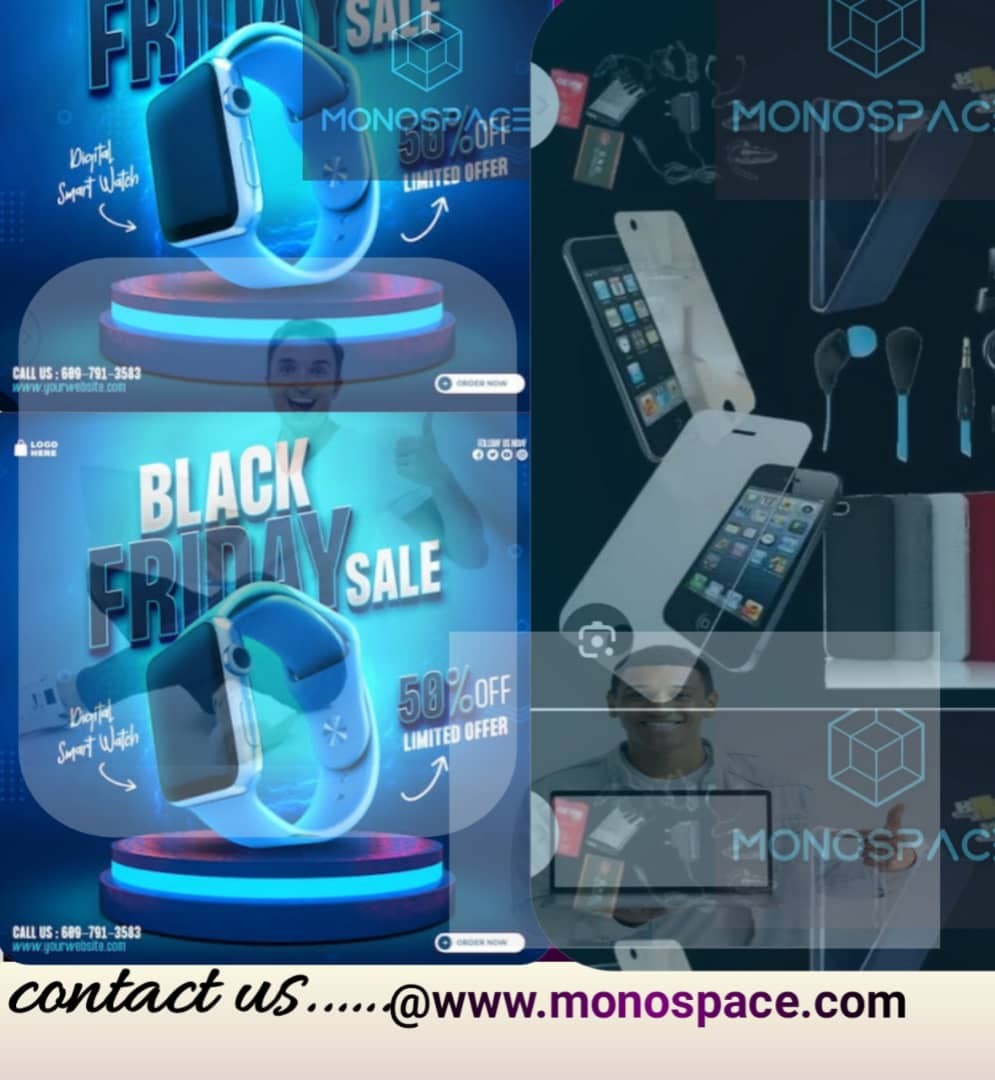 FRIDAY SALE
MONOSPACE
Digital
Smart Watch
50% OFF
LIMITED OFFER
CALL US : 609-791-3583
www.yourwebsite.com
ORDER NOW
MONOSPAC
LOGO
HERE
FOLLOW US NOW
BLACK
FRIDAY SALE
Digital
Smart Watch
50% OFF
LIMITED OFFER
CALL US : 609-791-3583
www.yourwebsite.com
ORDER NOW
MONOSPACE
contact us......@www.monospace.com